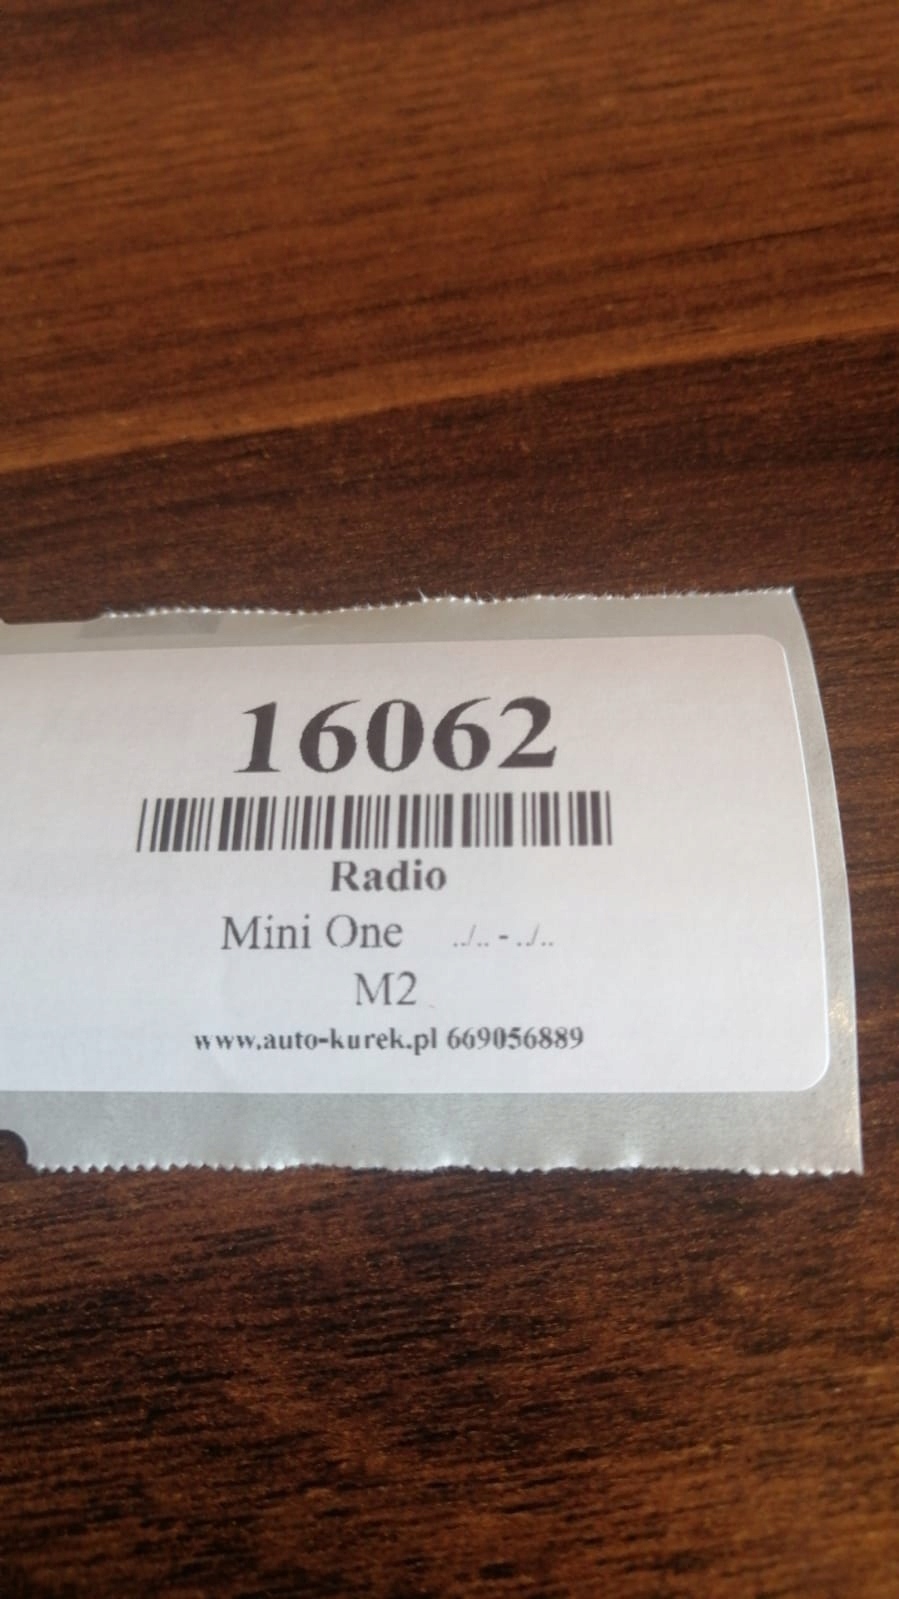 16062
Radio
Mini One ../.. - ../..
M2
www.auto-kurek.pl 669056889